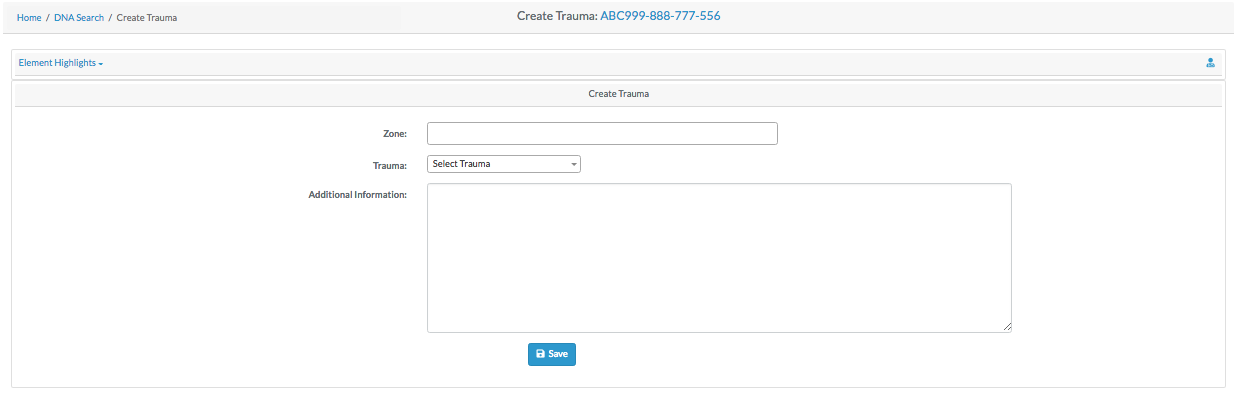 Home / DNA Search / Create Trauma
Create Trauma: ABC999-888-777-556
Element Highlights
Create Trauma
Zone:
Trauma: Select Trauma
Additional Information:
Save